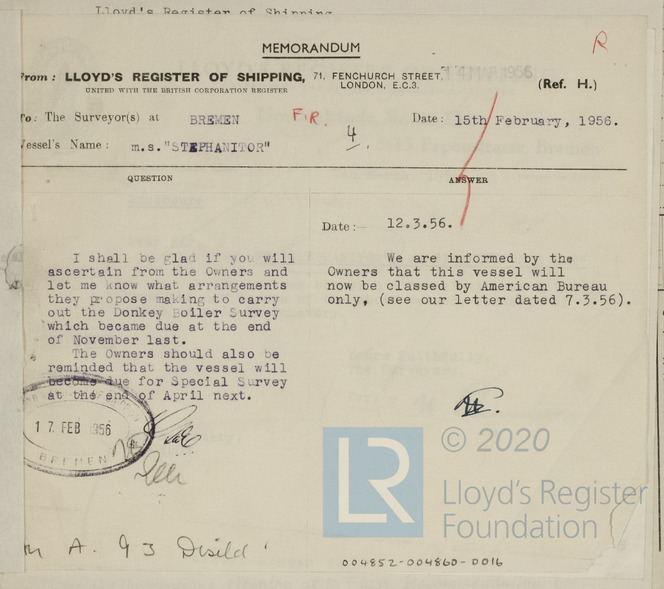 Lloyd's Register of Shipping
MEMORANDUM
R
14 MAR 1956
From: LLOYD'S REGISTER OF SHIPPING, 71, FENCHURCH STREET,
UNITED WITH THE BRITISH CORPORATION REGISTER
LONDON, E.C.3.
(Ref. H.)
To: The Surveyor(s) at BREMEN F.R. Date: 15th February, 1956.
4
Vessel's Name: m.s."STEPHANITOR"
QUESTION
I shall be glad if you will
ascertain from the Owners and
let me know what arrangements
they propose making to carry
out the Donkey Boiler Survey
which became due at the end
of November last.
The Owners should also be
reminded that the vessel will
become due for Special Survey
at the end of April next.
17 FEB 1956
BREMEN
ANSWER
Date:- 12.3.56.
We are informed by the
Owners that this vessel will
now be classed by American Bureau
only, (see our letter dated 7.3.56).
© 2020
LR
Lloyd's Register
Foundation
004852-004860-0016